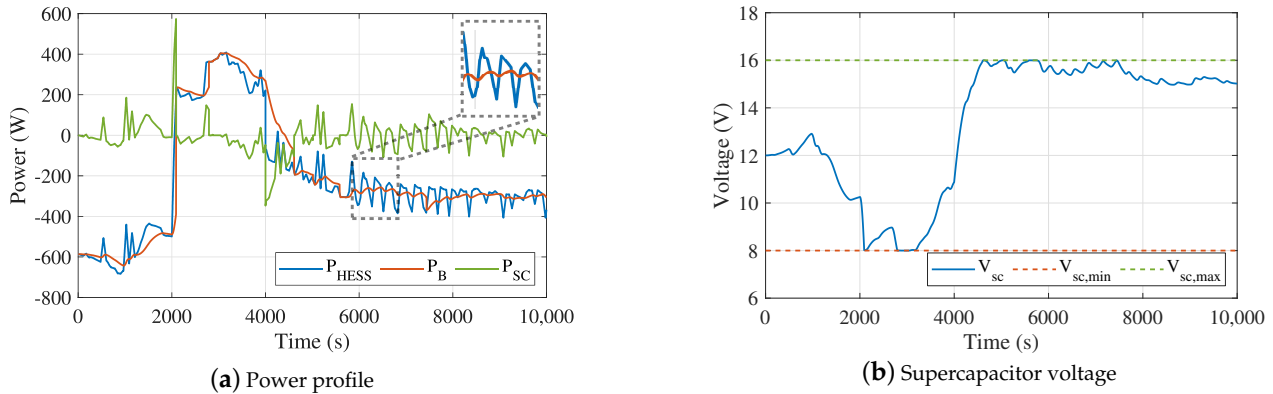 600
400
200
0
-200
-400
-600
-800
Power (W)
P_HESS P_B P_SC
0 2000 4000 6000 8000 10,000
Time (s)
(a) Power profile
18
16
14
12
10
8
6
Voltage (V)
V_sc V_sc,min V_sc,max
0 2000 4000 6000 8000 10,000
Time (s)
(b) Supercapacitor voltage